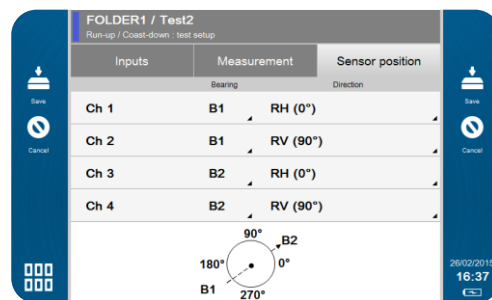 FOLDER1 / Test2
Run-up / Coast-down : test setup
Inputs Measurement Sensor position
Bearing Direction
Save Save
Cancel Cancel
Ch 1 B1 RH (0°)
Ch 2 B1 RV (90°)
Ch 3 B2 RH (0°)
Ch 4 B2 RV (90°)
90°
B2
180° 0°
B1 270°
26/02/2015
16:37